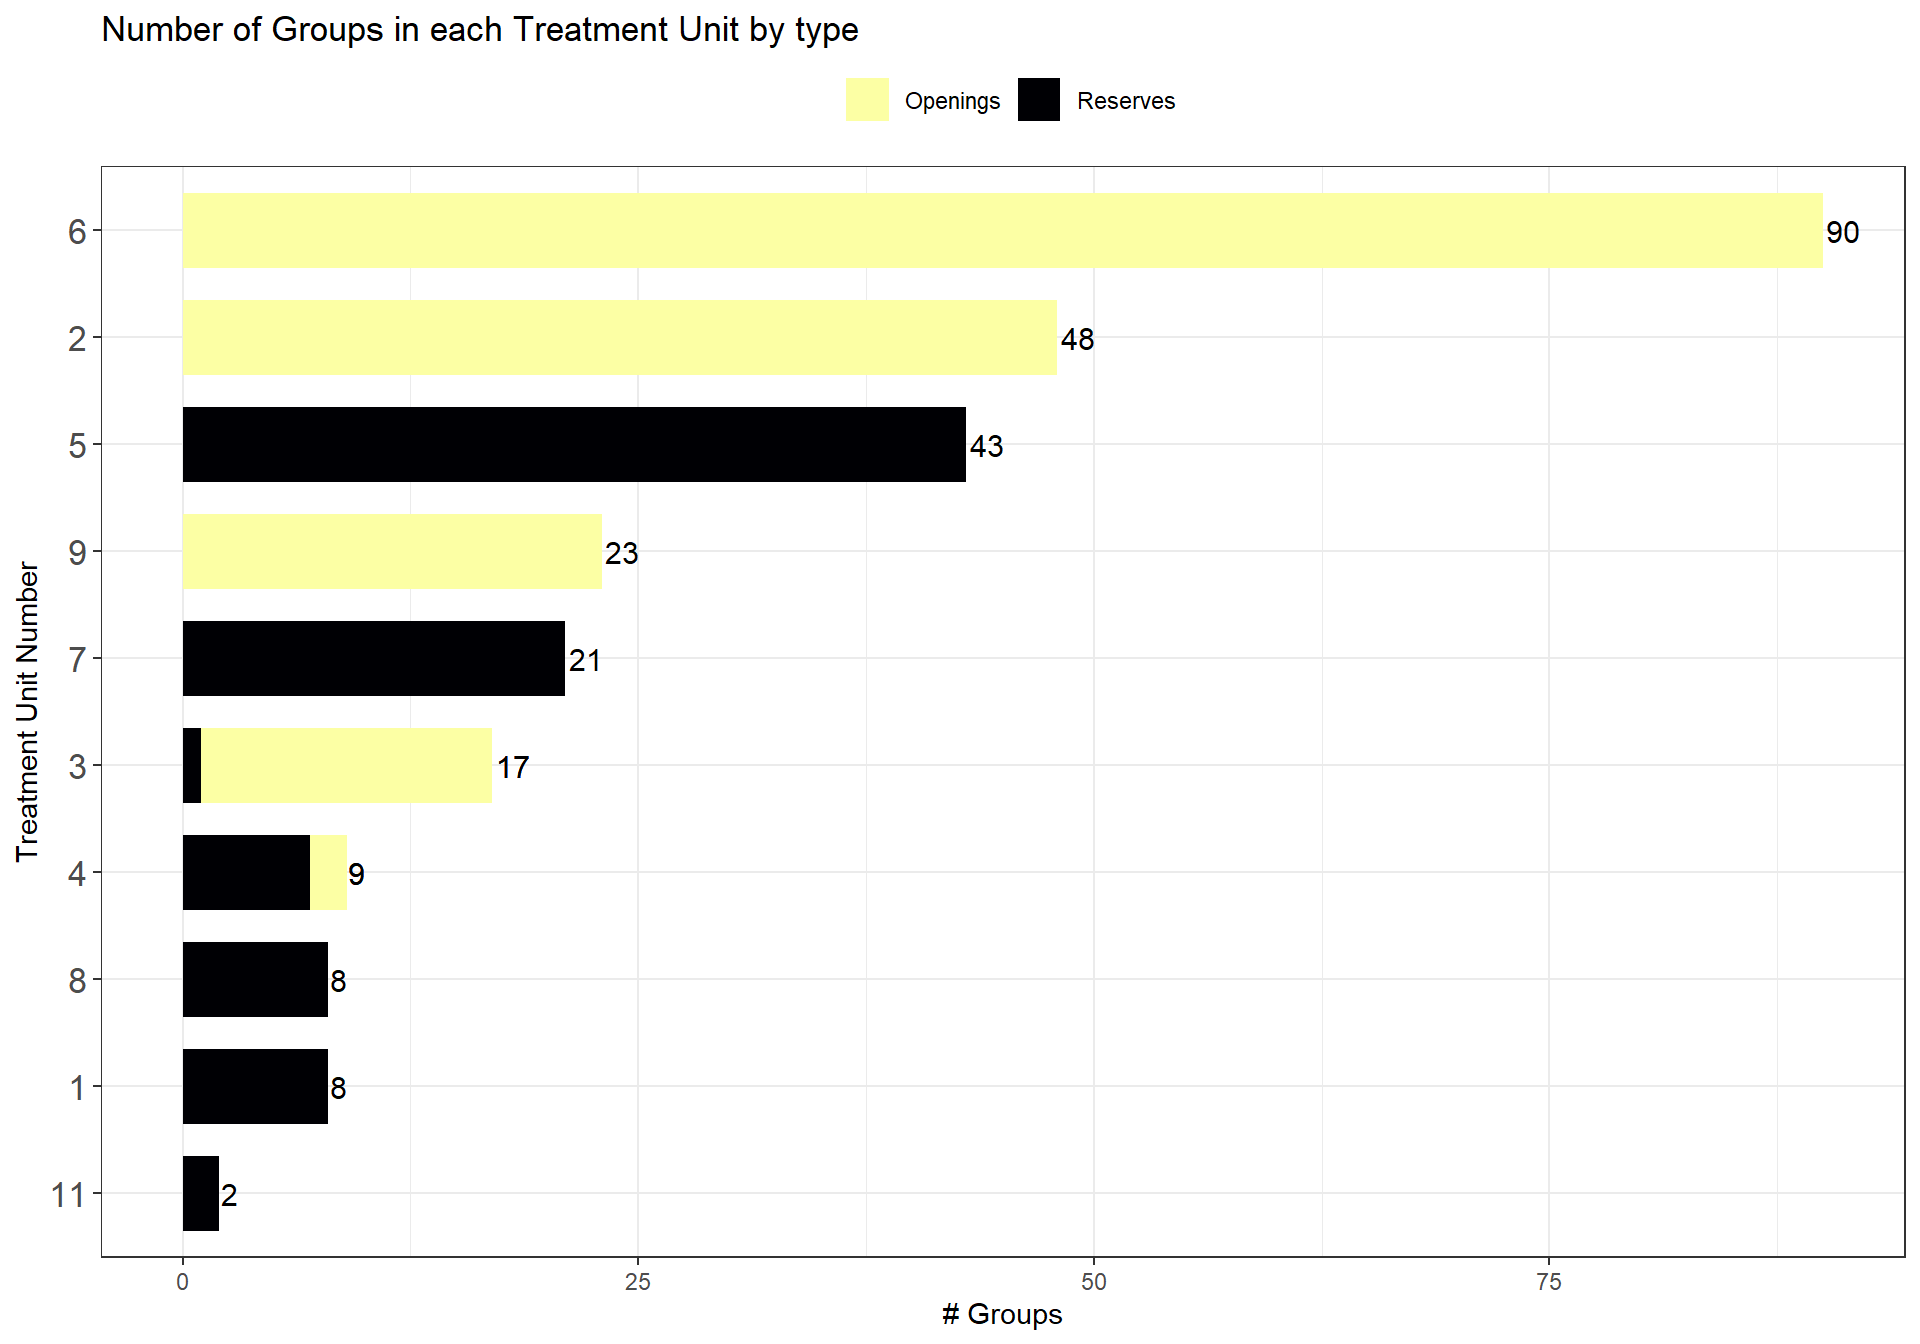 Number of Groups in each Treatment Unit by type
Openings Reserves
6 90
2 48
5 43
9 23
7 21
3 17
4 9
8 8
1 8
11 2
Treatment Unit Number
0 25 50 75
# Groups